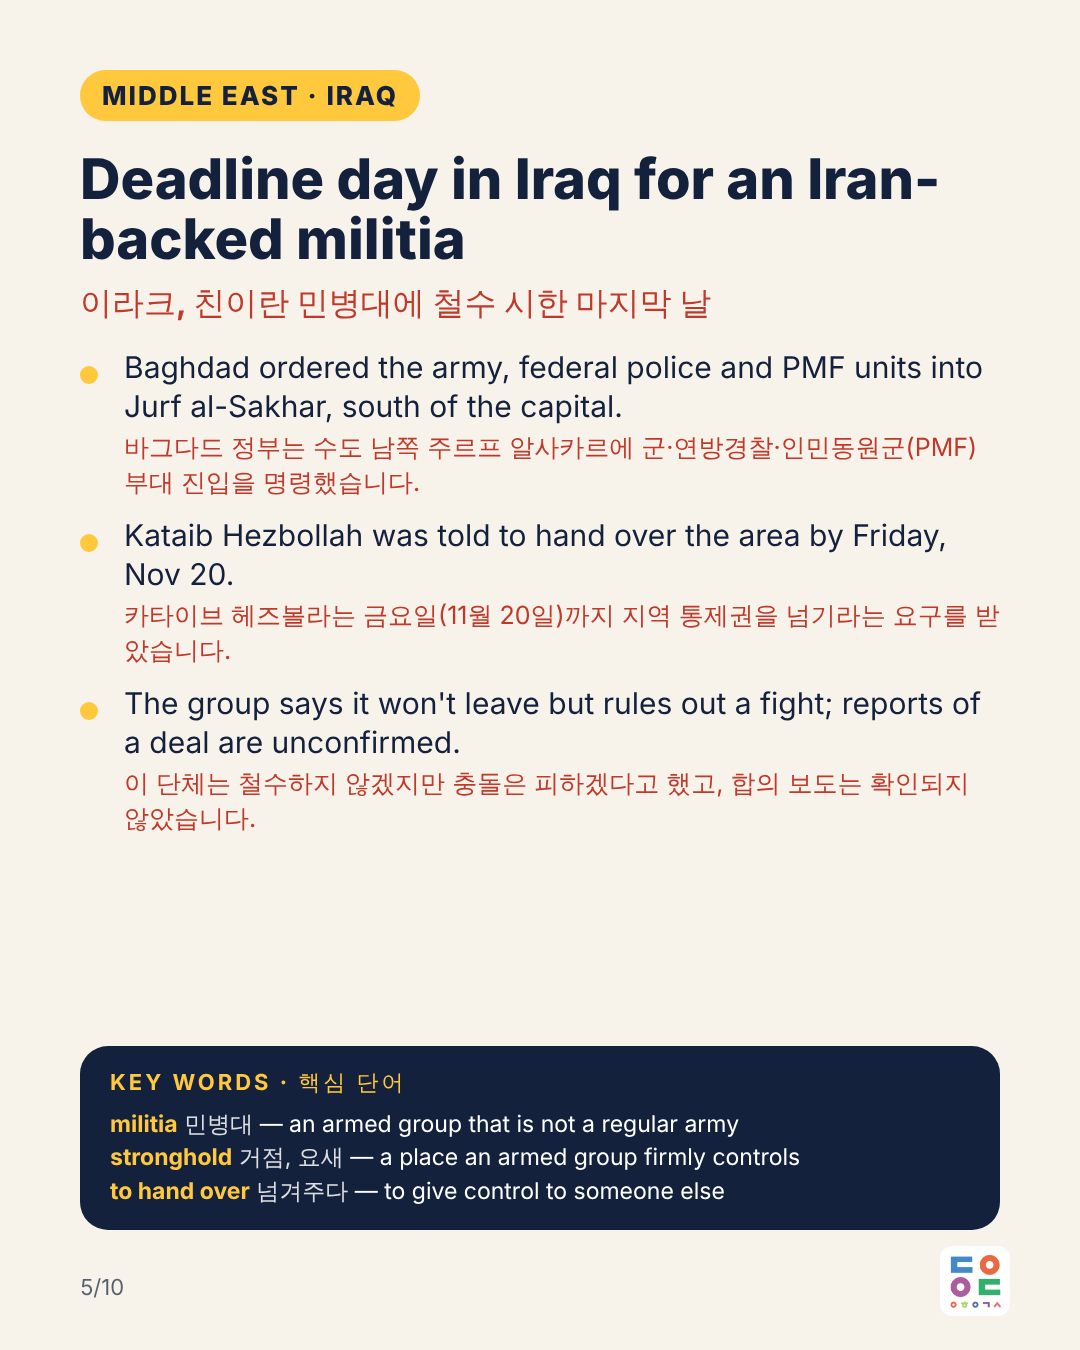 MIDDLE EAST · IRAQ
Deadline day in Iraq for an Iran-
backed militia
이라크, 친이란 민병대에 철수 시한 마지막 날
Baghdad ordered the army, federal police and PMF units into
Jurf al-Sakhar, south of the capital.
바그다드 정부는 수도 남쪽 주르프 알사카르에 군·연방경찰·인민동원군(PMF)
부대 진입을 명령했습니다.
Kataib Hezbollah was told to hand over the area by Friday,
Nov 20.
카타이브 헤즈볼라는 금요일(11월 20일)까지 지역 통제권을 넘기라는 요구를 받
았습니다.
The group says it won't leave but rules out a fight; reports of
a deal are unconfirmed.
이 단체는 철수하지 않겠지만 충돌은 피하겠다고 했고, 합의 보도는 확인되지
않았습니다.
KEY WORDS · 핵심 단어
militia 민병대 — an armed group that is not a regular army
stronghold 거점, 요새 — a place an armed group firmly controls
to hand over 넘겨주다 — to give control to someone else
5/10
ㄷㅇ
ㅇㄷ
ㅇㅎㅇㄱㅅ